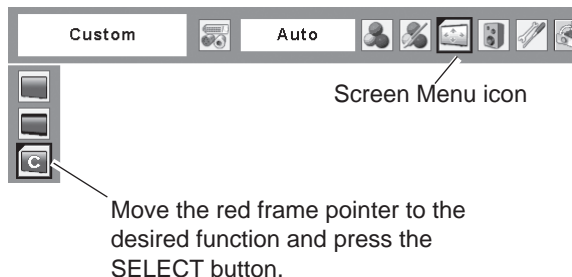 Custom
Auto
Screen Menu icon
C
Move the red frame pointer to the
desired function and press the
SELECT button.